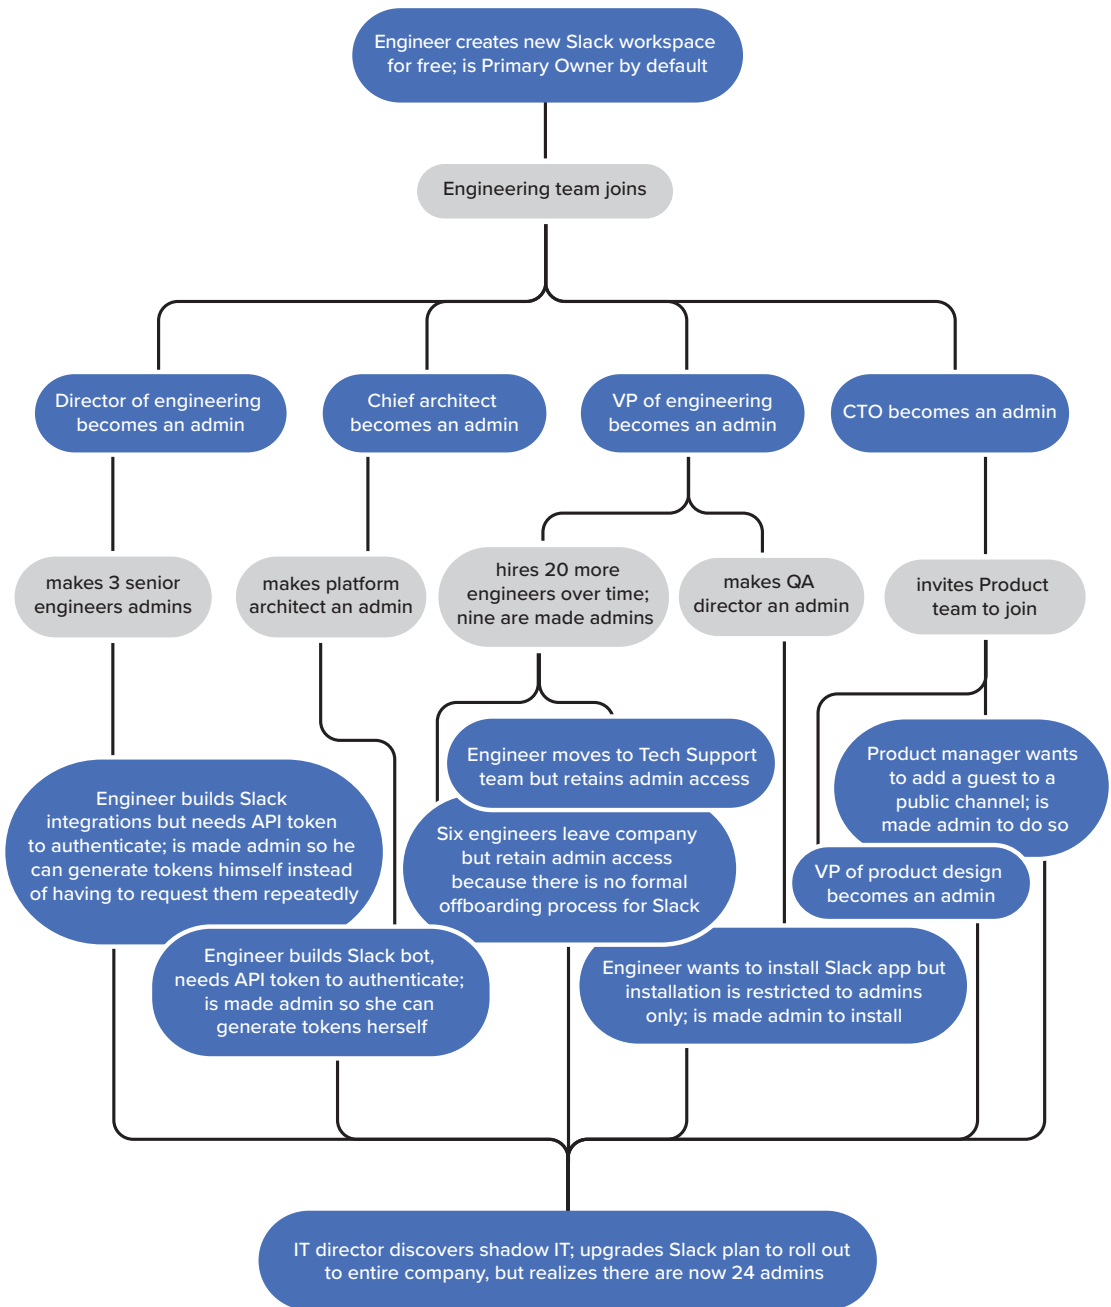 Engineer creates new Slack workspace
for free; is Primary Owner by default
Engineering team joins
Director of engineering
becomes an admin
Chief architect
becomes an admin
VP of engineering
becomes an admin
CTO becomes an admin
makes 3 senior
engineers admins
makes platform
architect an admin
hires 20 more
engineers over time;
nine are made admins
makes QA
director an admin
invites Product
team to join
Engineer builds Slack
integrations but needs API token
to authenticate; is made admin so he
can generate tokens himself instead
of having to request them repeatedly
Engineer builds Slack bot,
needs API token to authenticate;
is made admin so she can
generate tokens herself
Engineer moves to Tech Support
team but retains admin access
Six engineers leave company
but retain admin access
because there is no formal
offboarding process for Slack
Engineer wants to install Slack app but
installation is restricted to admins
only; is made admin to install
Product manager wants
to add a guest to a
public channel; is
made admin to do so
VP of product design
becomes an admin
IT director discovers shadow IT; upgrades Slack plan to roll out
to entire company, but realizes there are now 24 admins